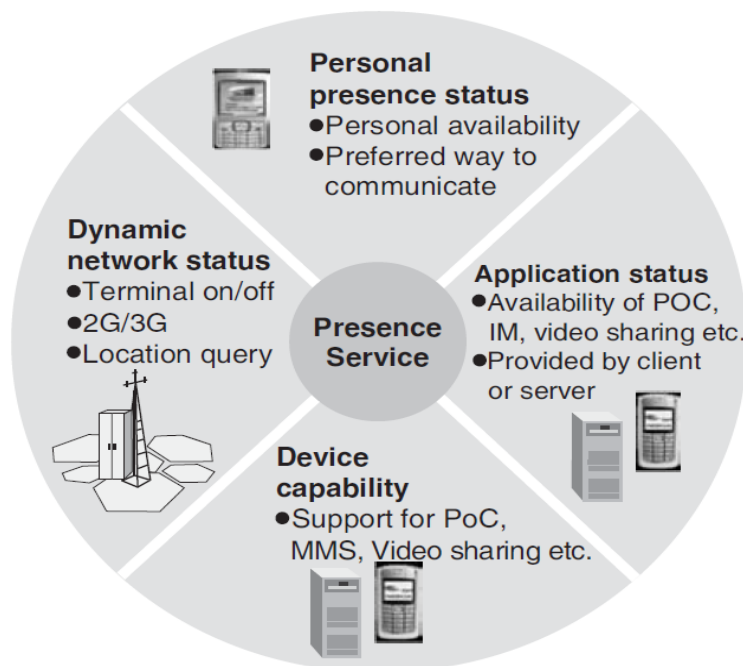 Personal
presence status
●Personal availability
●Preferred way to
communicate
Dynamic
network status
●Terminal on/off
●2G/3G
●Location query
Presence
Service
Application status
●Availability of POC,
IM, video sharing etc.
●Provided by client
or server
Device
capability
●Support for PoC,
MMS, Video sharing etc.